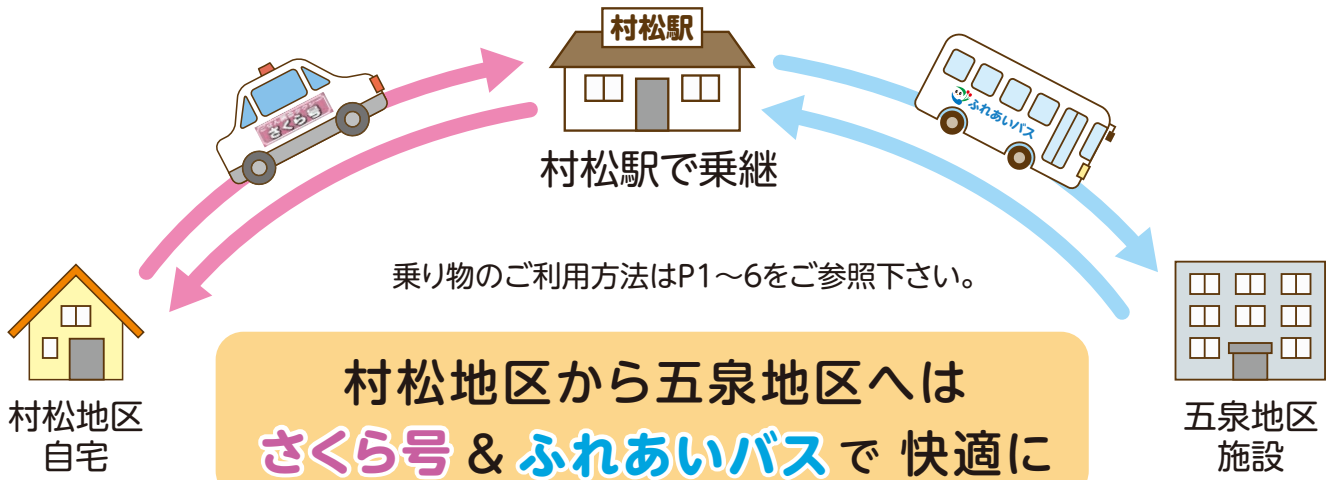 村松駅
さくら号
ふれあいバス
村松駅で乗継
乗り物のご利用方法はP1～6をご参照下さい。
村松地区
自宅
村松地区から五泉地区へは
さくら号 & ふれあいバス で 快適に
五泉地区
施設